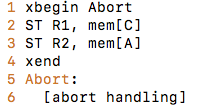 1 xbegin Abort
2 ST R1, mem[C]
3 ST R2, mem[A]
4 xend
5 Abort:
6   [abort handling]